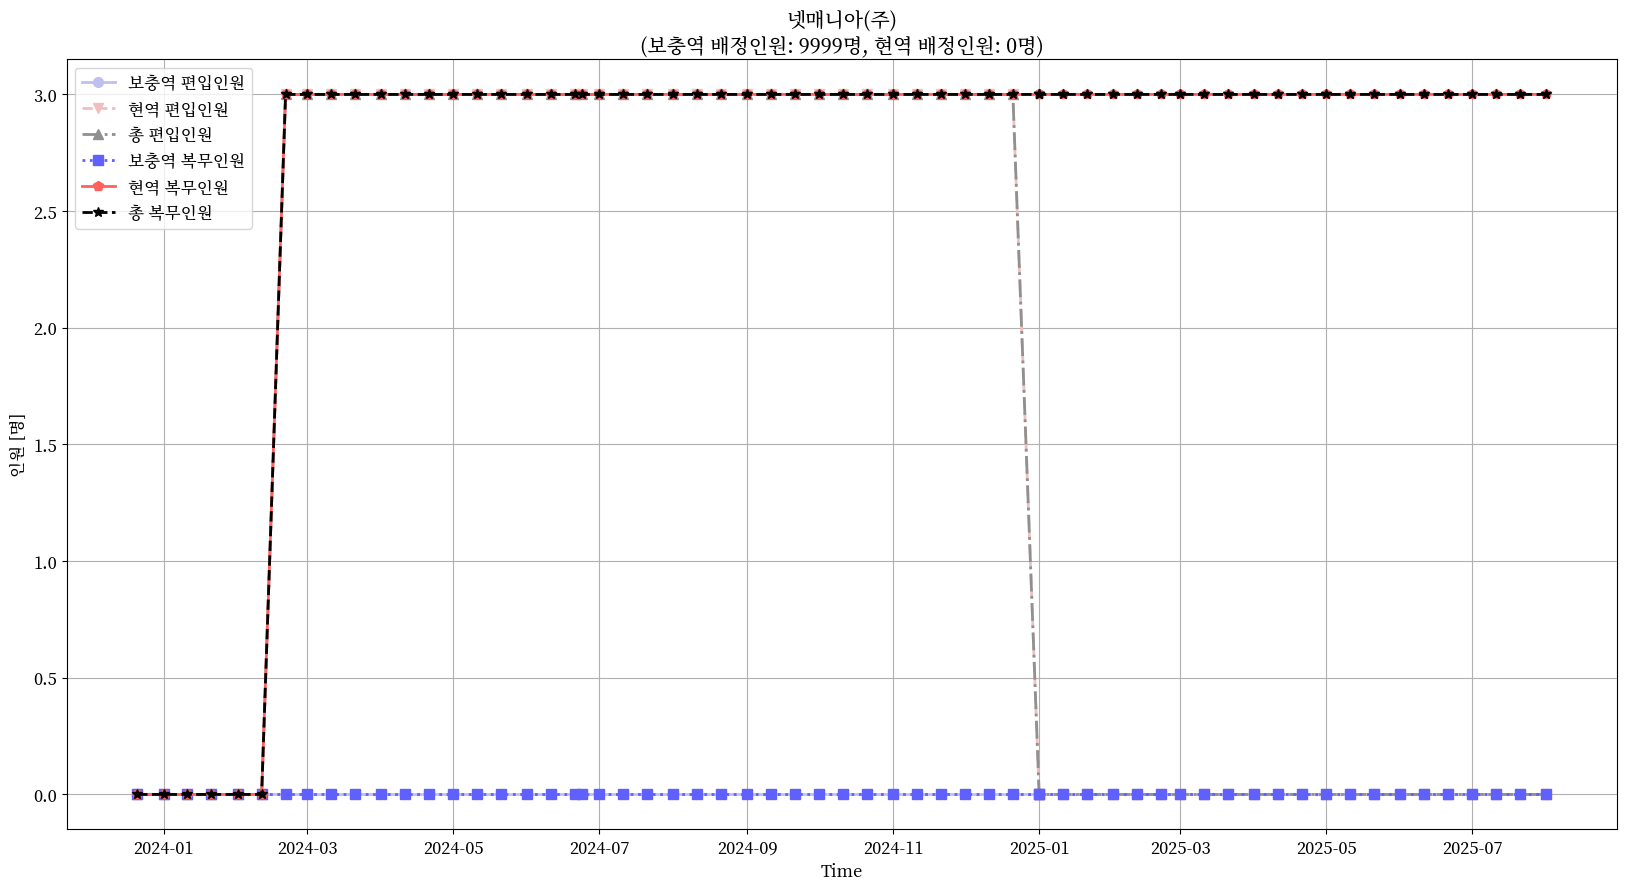 넷매니아(주)
(보충역 배정인원: 9999명, 현역 배정인원: 0명)
보충역 편입인원
현역 편입인원
총 편입인원
보충역 복무인원
현역 복무인원
총 복무인원
인원 [명]
3.0
2.5
2.0
1.5
1.0
0.5
0.0
2024-01 2024-03 2024-05 2024-07 2024-09 2024-11 2025-01 2025-03 2025-05 2025-07
Time